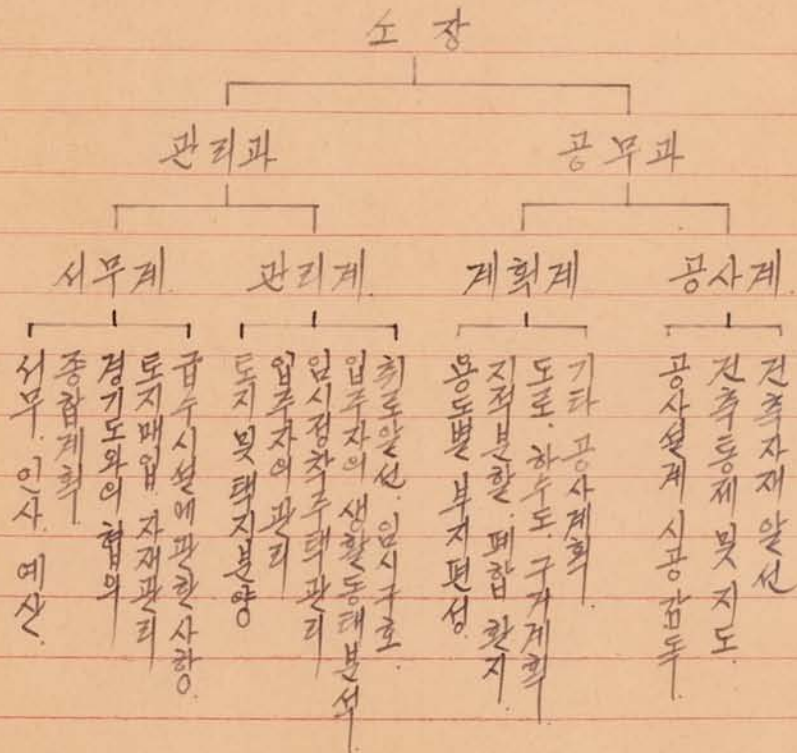 소장
관리과 공무과
서무계. 관리계. 계획계 공사계.
서무. 인사. 예산.
종합계획.
경기도와의 협의
토지매입. 자재관리
급수시설에관한사항.
토지 및 택지분양
입주자의 관리
임시정착주택관리
입주자의 생활동태분석
취로알선. 임시구호.
용도별 부지편성.
지적분할. 폐합 환지.
도로. 하수도. 구거계획
기타 공사계획.
공사설계 시공감독.
건축통제 및 지도.
건축자재 알선